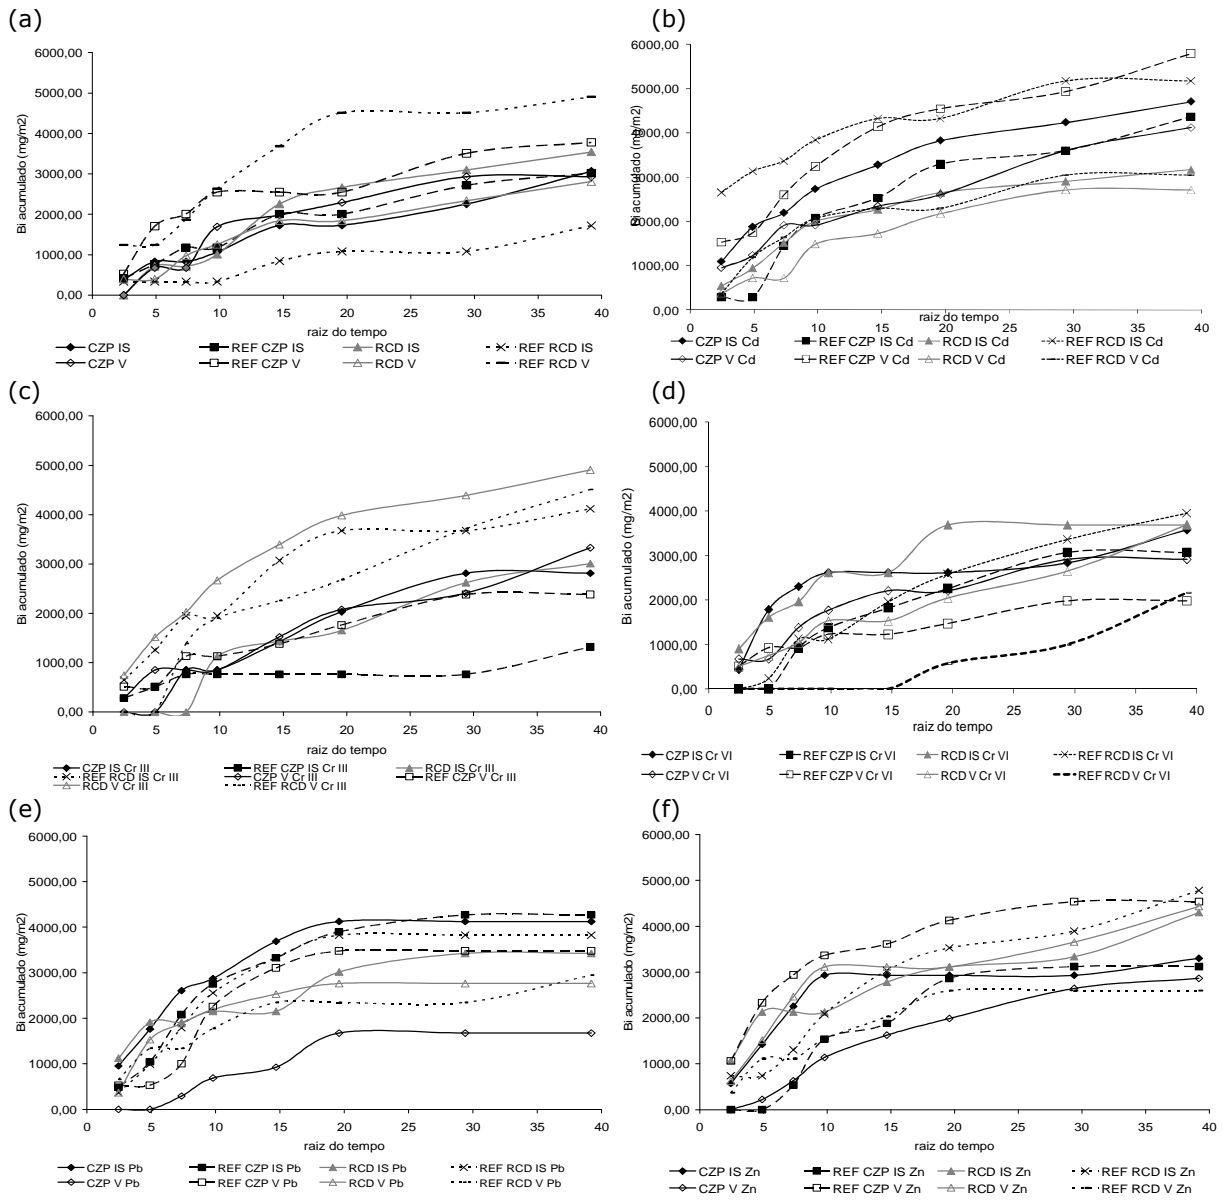 (a)
Bi acumulado (mg/m2)
6000,00
5000,00
4000,00
3000,00
2000,00
1000,00
0,00
0 5 10 15 20 25 30 35 40
raiz do tempo
CZP IS REF CZP IS RCD IS REF RCD IS
CZP V REF CZP V RCD V REF RCD V
(b)
Bi acumulado (mg/m2)
6000,00
5000,00
4000,00
3000,00
2000,00
1000,00
0,00
0 5 10 15 20 25 30 35 40
raiz do tempo
CZP IS Cd REF CZP IS Cd RCD IS Cd REF RCD IS Cd
CZP V Cd REF CZP V Cd RCD V Cd REF RCD V Cd
(c)
Bi acumulado (mg/m2)
6000,00
5000,00
4000,00
3000,00
2000,00
1000,00
0,00
0 5 10 15 20 25 30 35 40
raiz do tempo
CZP IS Cr III REF CZP IS Cr III RCD IS Cr III
REF RCD IS Cr III CZP V Cr III REF CZP V Cr III
RCD V Cr III REF RCD V Cr III
(d)
Bi acumulado (mg/m2)
6000,00
5000,00
4000,00
3000,00
2000,00
1000,00
0,00
0 5 10 15 20 25 30 35 40
raiz do tempo
CZP IS Cr VI REF CZP IS Cr VI RCD IS Cr VI REF RCD IS Cr VI
CZP V Cr VI REF CZP V Cr VI RCD V Cr VI REF RCD V Cr VI
(e)
Bi acumulado (mg/m2)
6000,00
5000,00
4000,00
3000,00
2000,00
1000,00
0,00
0 5 10 15 20 25 30 35 40
raiz do tempo
CZP IS Pb REF CZP IS Pb RCD IS Pb REF RCD IS Pb
CZP V Pb REF CZP V Pb RCD V Pb REF RCD V Pb
(f)
Bi acumulado (mg/m2)
6000,00
5000,00
4000,00
3000,00
2000,00
1000,00
0,00
0 5 10 15 20 25 30 35 40
raiz do tempo
CZP IS Zn REF CZP IS Zn RCD IS Zn REF RCD IS Zn
CZP V Zn REF CZP V Zn RCD V Zn REF RCD V Zn